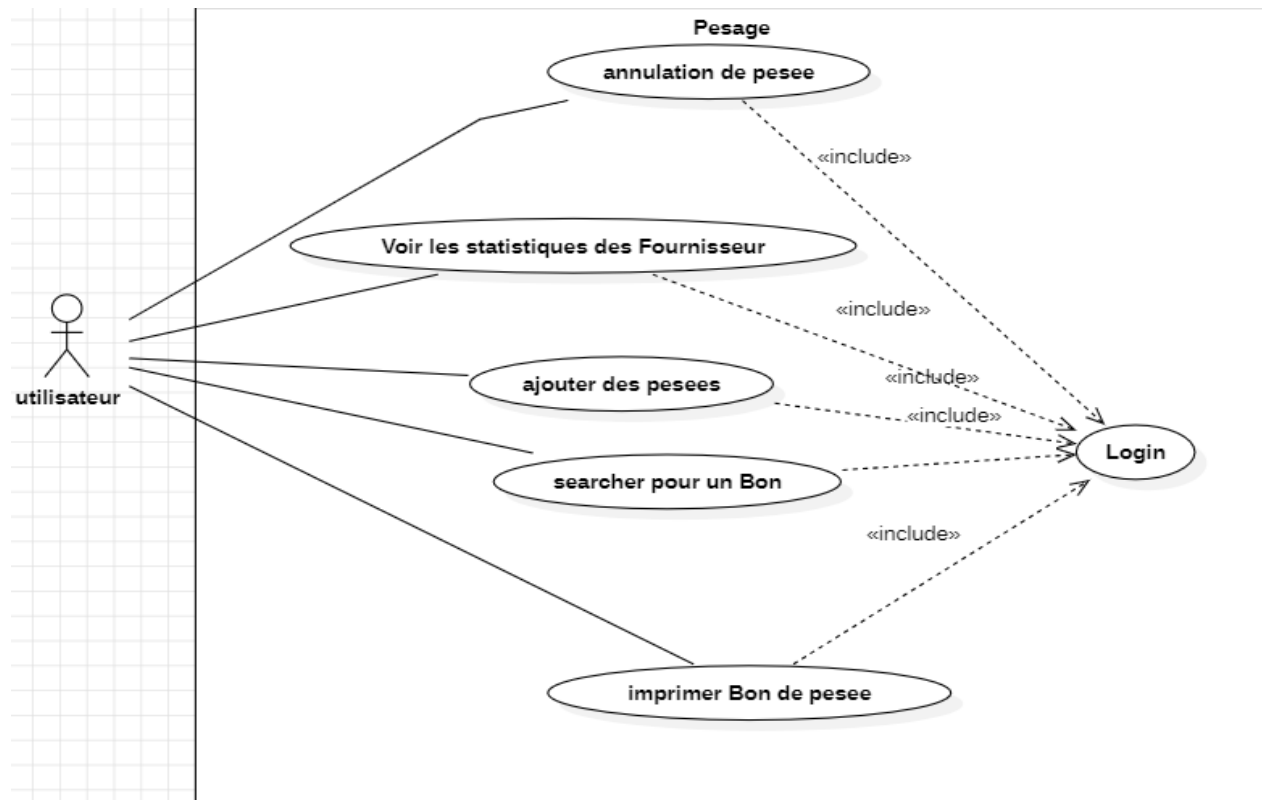 Pesage
annulation de pesee
«include»
Voir les statistiques des Fournisseur
«include»
«include»
ajouter des pesees
utilisateur
«include»
Login
searcher pour un Bon
«include»
imprimer Bon de pesee